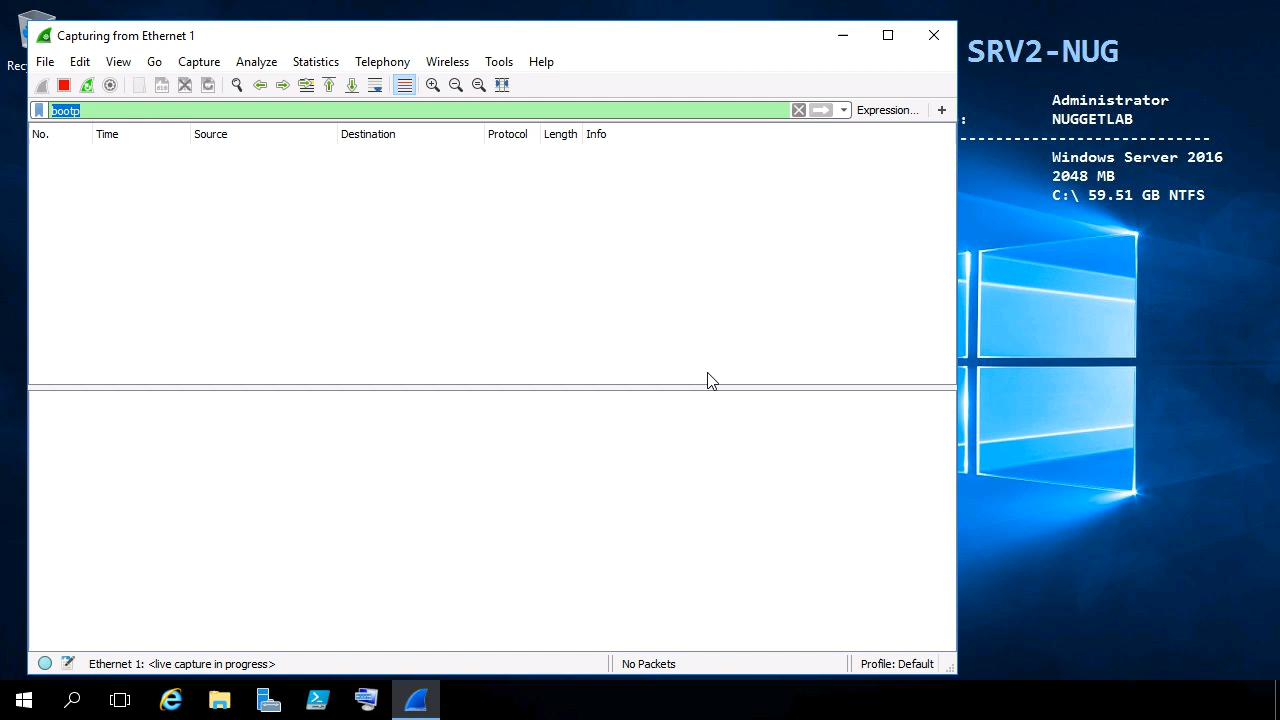 Recy
Capturing from Ethernet 1
File Edit View Go Capture Analyze Statistics Telephony Wireless Tools Help
bootp
Expression...
+
No. Time Source Destination Protocol Length Info
Ethernet 1: <live capture in progress>
No Packets
Profile: Default
SRV2-NUG
Administrator
: NUGGETLAB
----------------------------
Windows Server 2016
2048 MB
C:\ 59.51 GB NTFS